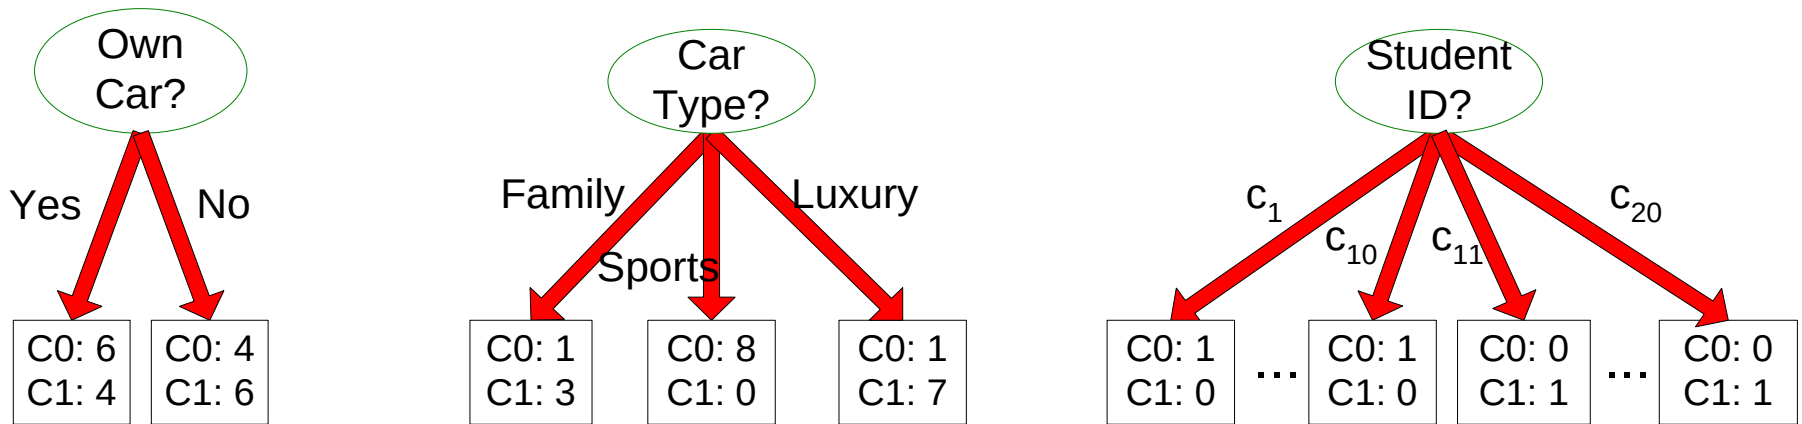 Own
Car?
Yes
No
C0: 6
C1: 4
C0: 4
C1: 6
Car
Type?
Family
Sports
Luxury
C0: 1
C1: 3
C0: 8
C1: 0
C0: 1
C1: 7
Student
ID?
c₁
c₁₀
c₁₁
c₂₀
C0: 1
C1: 0
...
C0: 1
C1: 0
C0: 0
C1: 1
...
C0: 0
C1: 1